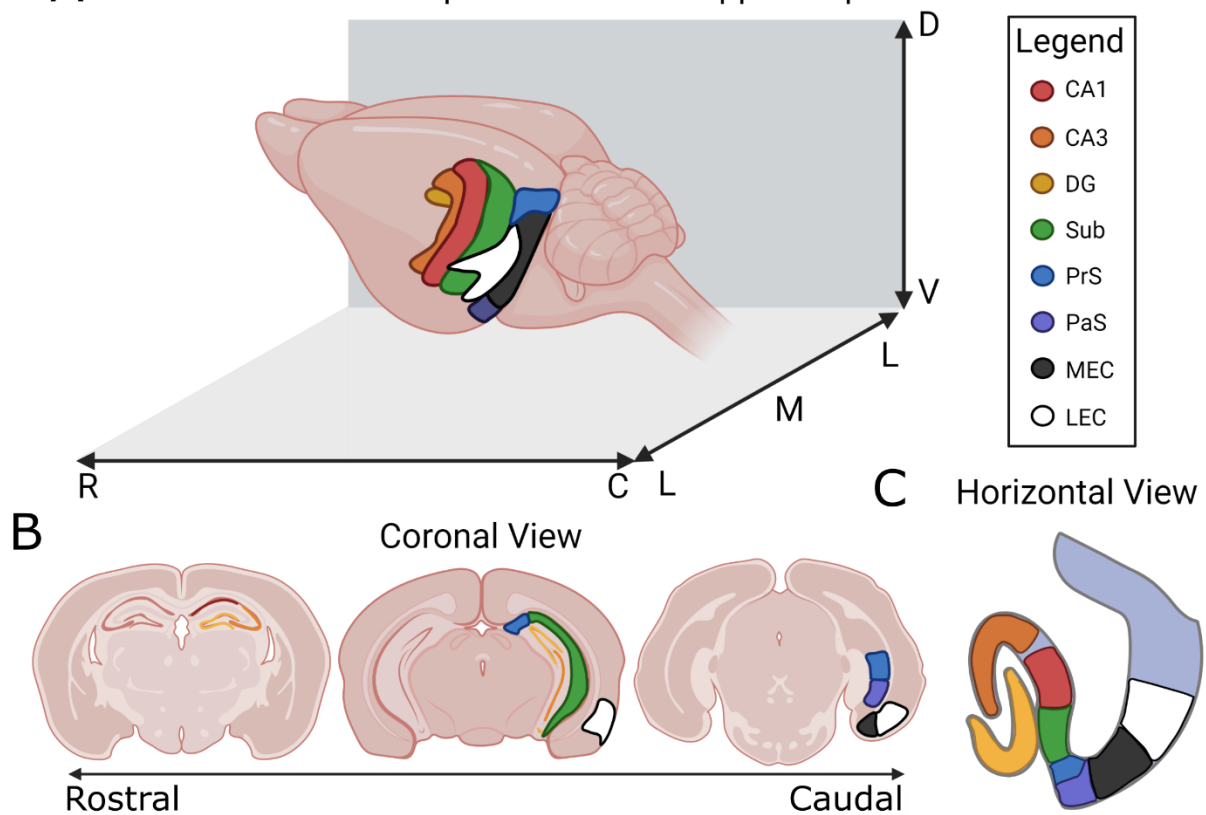 D
Legend
CA1
CA3
DG
Sub
PrS
PaS
MEC
LEC
V
L
M
R
C
L
C
Horizontal View
B
Coronal View
Rostral
Caudal